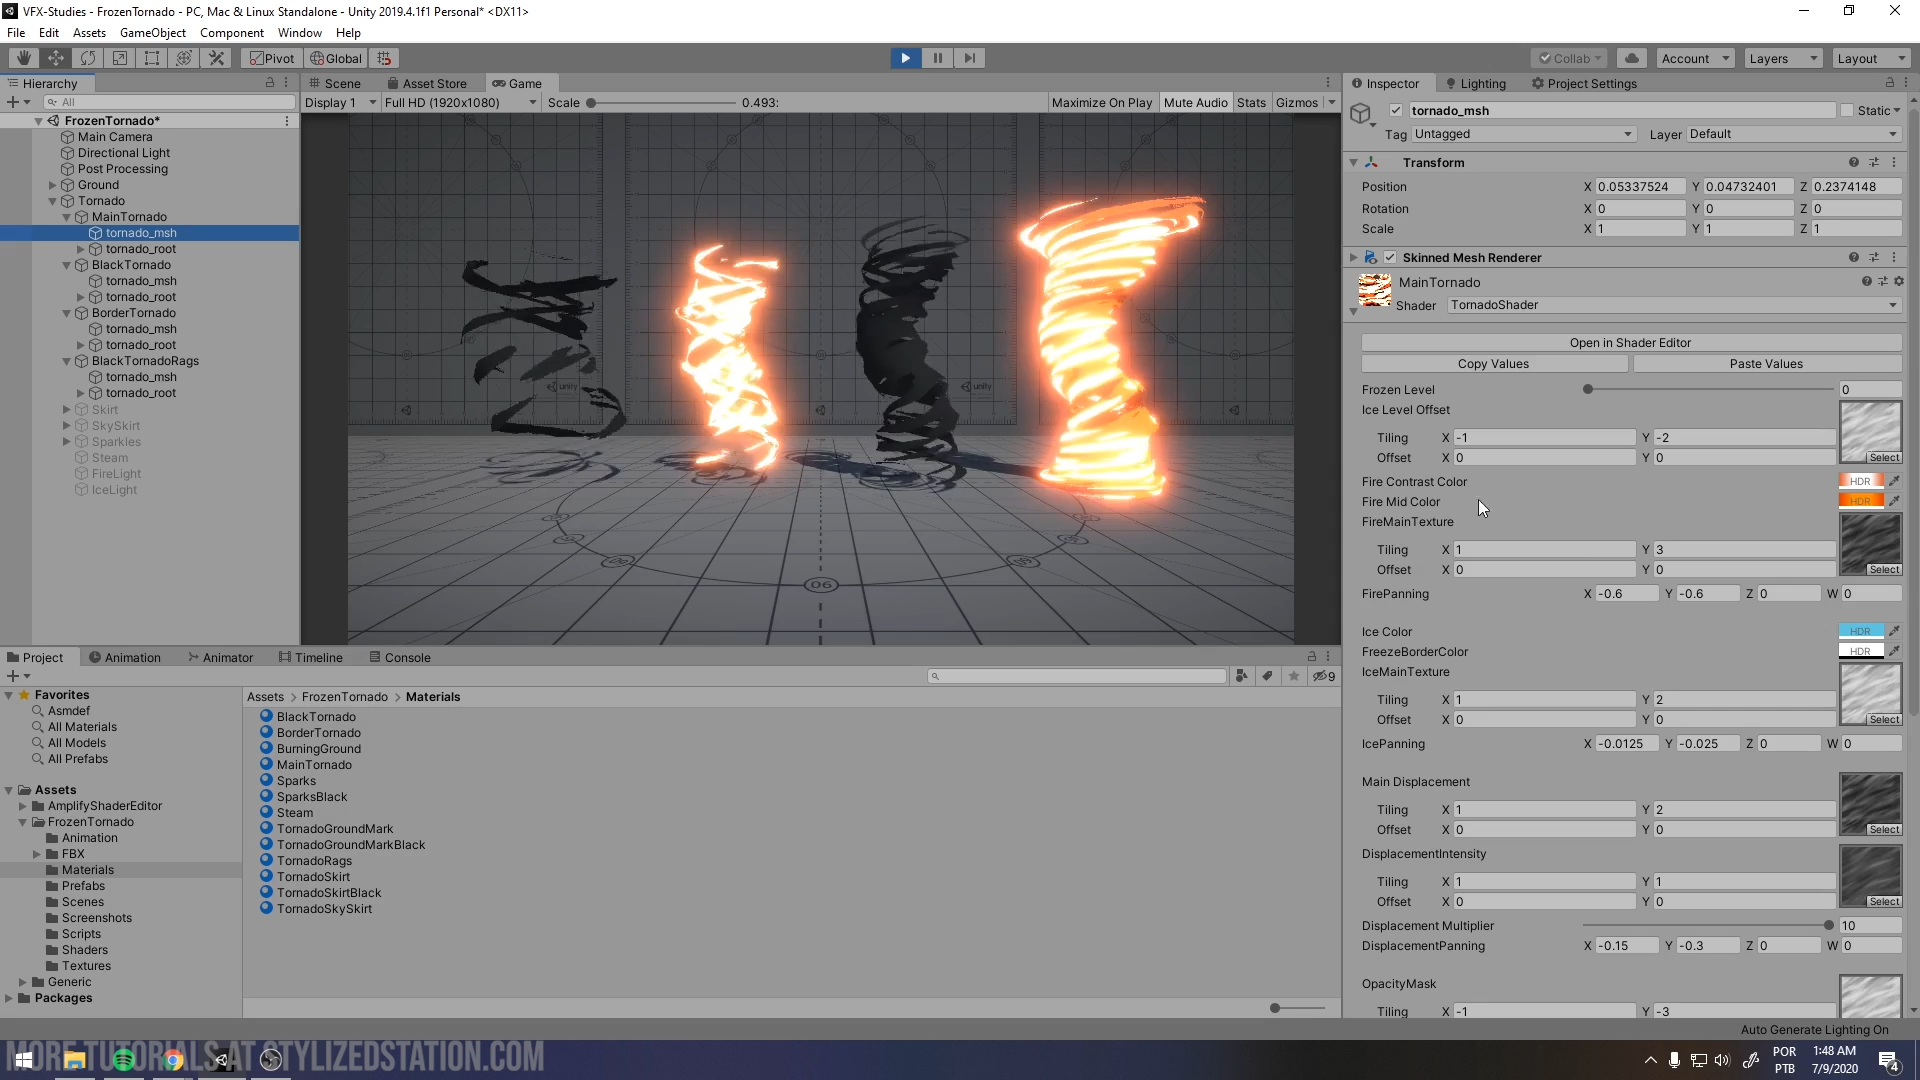 VFX-Studies - FrozenTornado - PC, Mac & Linux Standalone - Unity 2019.4.1f1 Personal* <DX11>
File Edit Assets GameObject Component Window Help
Pivot Global Collab Account Layers Layout
Hierarchy
All
FrozenTornado*
Main Camera
Directional Light
Post Processing
Ground
Tornado
MainTornado
tornado_msh
tornado_root
BlackTornado
tornado_msh
tornado_root
BorderTornado
tornado_msh
tornado_root
BlackTornadoRags
tornado_msh
tornado_root
Skirt
SkySkirt
Sparkles
Steam
FireLight
IceLight
Scene Asset Store Game
Display 1 Full HD (1920x1080) Scale 0.493: Maximize On Play Mute Audio Stats Gizmos
unity unity
06
Inspector Lighting Project Settings
tornado_msh Static
Tag Untagged Layer Default
Transform
Position X 0.05337524 Y 0.04732401 Z 0.2374148
Rotation X 0 Y 0 Z 0
Scale X 1 Y 1 Z 1
Skinned Mesh Renderer
MainTornado
Shader TornadoShader
Open in Shader Editor
Copy Values Paste Values
Frozen Level 0
Ice Level Offset
Tiling X -1 Y -2
Offset X 0 Y 0 Select
Fire Contrast Color HDR
Fire Mid Color HDR
FireMainTexture
Tiling X 1 Y 3
Offset X 0 Y 0 Select
FirePanning X -0.6 Y -0.6 Z 0 W 0
Ice Color HDR
FreezeBorderColor HDR
IceMainTexture
Tiling X 1 Y 2
Offset X 0 Y 0 Select
IcePanning X -0.0125 Y -0.025 Z 0 W 0
Main Displacement
Tiling X 1 Y 2
Offset X 0 Y 0 Select
DisplacementIntensity
Tiling X 1 Y 1
Offset X 0 Y 0 Select
Displacement Multiplier 10
DisplacementPanning X -0.15 Y -0.3 Z 0 W 0
OpacityMask
Tiling X -1 Y -3
Project Animation Animator Timeline Console
9
Favorites
Asmdef
All Materials
All Models
All Prefabs
Assets
AmplifyShaderEditor
FrozenTornado
Animation
FBX
Materials
Prefabs
Scenes
Screenshots
Scripts
Shaders
Textures
Generic
Packages
Assets > FrozenTornado > Materials
BlackTornado
BorderTornado
BurningGround
MainTornado
Sparks
SparksBlack
Steam
TornadoGroundMark
TornadoGroundMarkBlack
TornadoRags
TornadoSkirt
TornadoSkirtBlack
TornadoSkySkirt
Auto Generate Lighting On
MORE TUTORIALS AT STYLIZEDSTATION.COM
POR
PTB
1:48 AM
7/9/2020
4